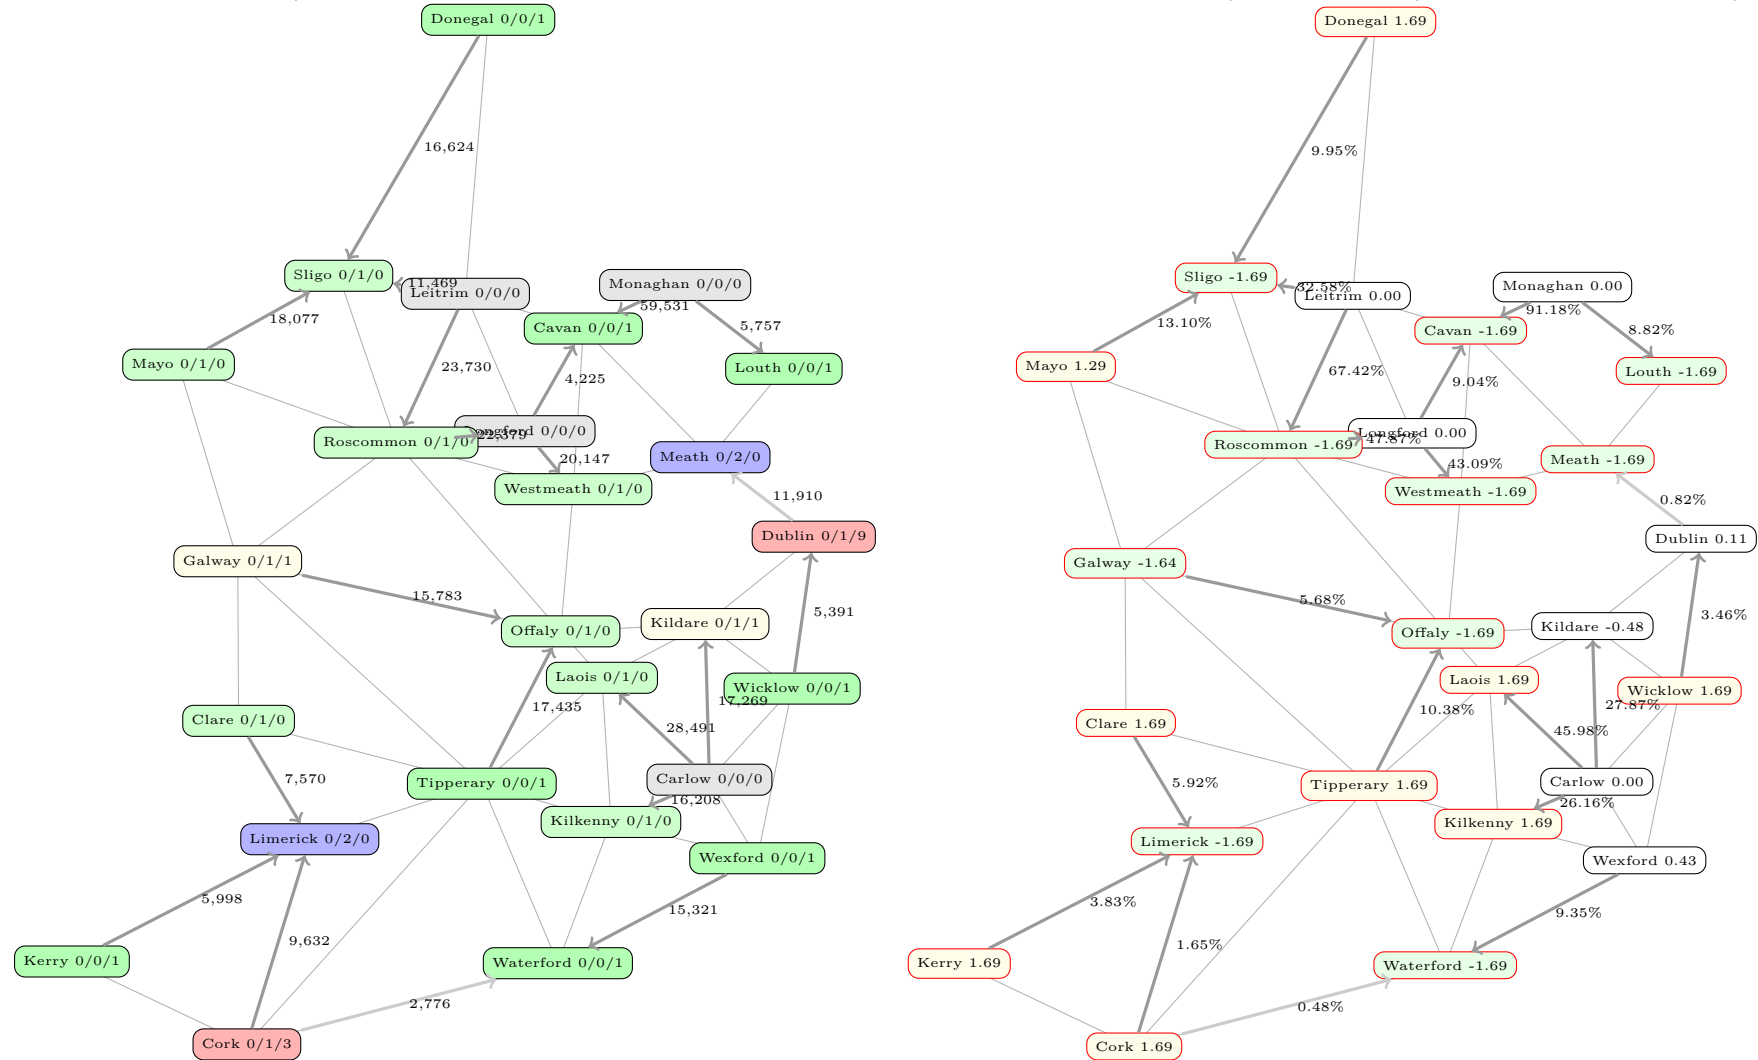 Donegal 0/0/1
16,624
Sligo 0/1/0
11,469
Leitrim 0/0/0
Monaghan 0/0/0
59,531
18,077
Cavan 0/0/1
5,757
Mayo 0/1/0
23,730
4,225
Louth 0/0/1
Roscommon 0/1/0
22,379
Longford 0/0/0
20,147
Meath 0/2/0
Westmeath 0/1/0
11,910
Dublin 0/1/9
Galway 0/1/1
15,783
Offaly 0/1/0
Kildare 0/1/1
5,391
Laois 0/1/0
Wicklow 0/0/1
17,269
17,435
28,491
Clare 0/1/0
7,570
Tipperary 0/0/1
Carlow 0/0/0
16,208
Kilkenny 0/1/0
Limerick 0/2/0
Wexford 0/0/1
5,998
15,321
9,632
Kerry 0/0/1
Waterford 0/0/1
2,776
Cork 0/1/3
Donegal 1.69
9.95%
Sligo -1.69
32.58%
Leitrim 0.00
Monaghan 0.00
91.18%
13.10%
Cavan -1.69
8.82%
Mayo 1.29
67.42%
9.04%
Louth -1.69
Roscommon -1.69
47.87%
Longford 0.00
43.09%
Meath -1.69
Westmeath -1.69
0.82%
Dublin 0.11
Galway -1.64
5.68%
Offaly -1.69
Kildare -0.48
3.46%
Laois 1.69
Wicklow 1.69
27.87%
10.38%
45.98%
Clare 1.69
5.92%
Tipperary 1.69
Carlow 0.00
26.16%
Kilkenny 1.69
Limerick -1.69
Wexford 0.43
3.83%
9.35%
1.65%
Kerry 1.69
Waterford -1.69
0.48%
Cork 1.69